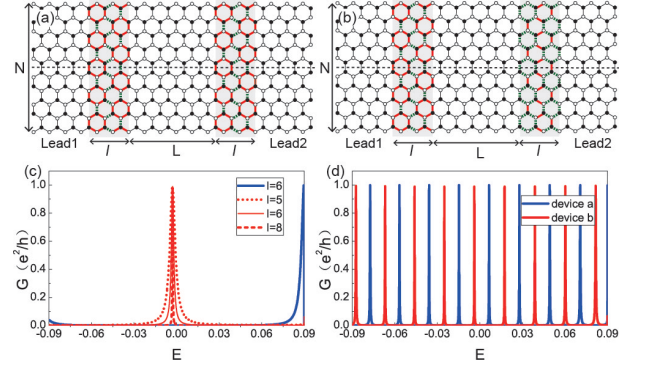 (a)
N
Lead1
l
L
l
Lead2
(b)
N
Lead1
l
L
l
Lead2
(c)
G (e²/h)
1.0
0.8
0.6
0.4
0.2
0.0
l=6
l=5
l=6
l=8
-0.09
-0.06
-0.03
0.00
0.03
0.06
0.09
E
(d)
G (e²/h)
1.0
0.8
0.6
0.4
0.2
0.0
device a
device b
-0.09
-0.06
-0.03
0.00
0.03
0.06
0.09
E